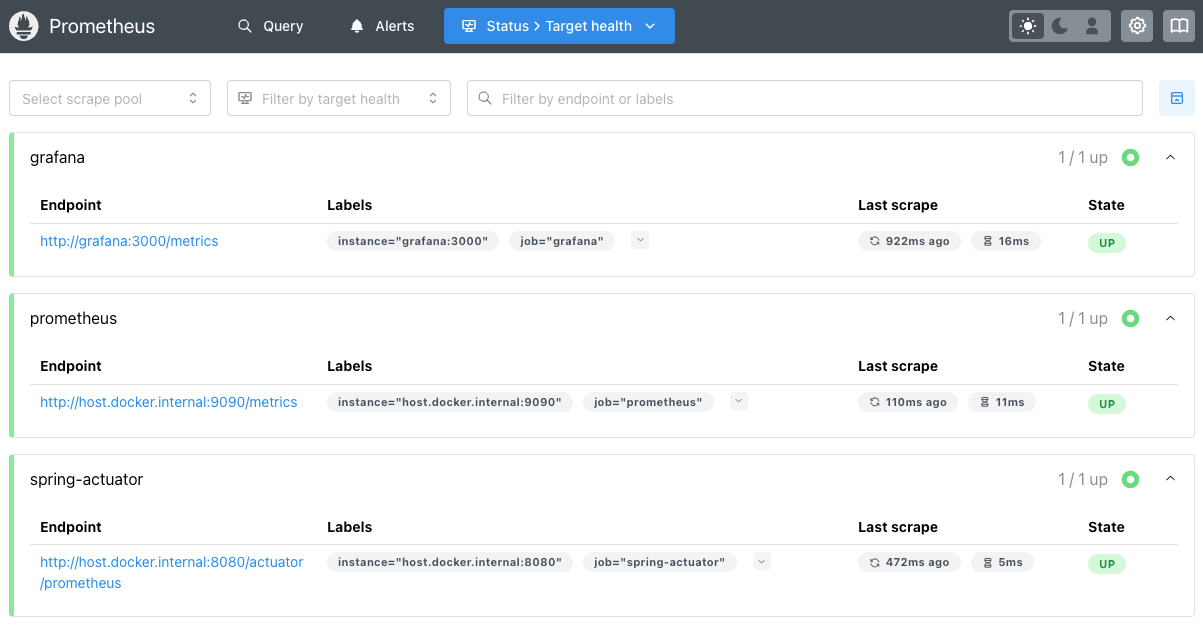 Prometheus Query Alerts Status > Target health
Select scrape pool Filter by target health Filter by endpoint or labels
grafana 1 / 1 up
Endpoint Labels Last scrape State
http://grafana:3000/metrics instance="grafana:3000" job="grafana" 922ms ago 16ms UP
prometheus 1 / 1 up
Endpoint Labels Last scrape State
http://host.docker.internal:9090/metrics instance="host.docker.internal:9090" job="prometheus" 110ms ago 11ms UP
spring-actuator 1 / 1 up
Endpoint Labels Last scrape State
http://host.docker.internal:8080/actuator instance="host.docker.internal:8080" job="spring-actuator" 472ms ago 5ms UP
/prometheus